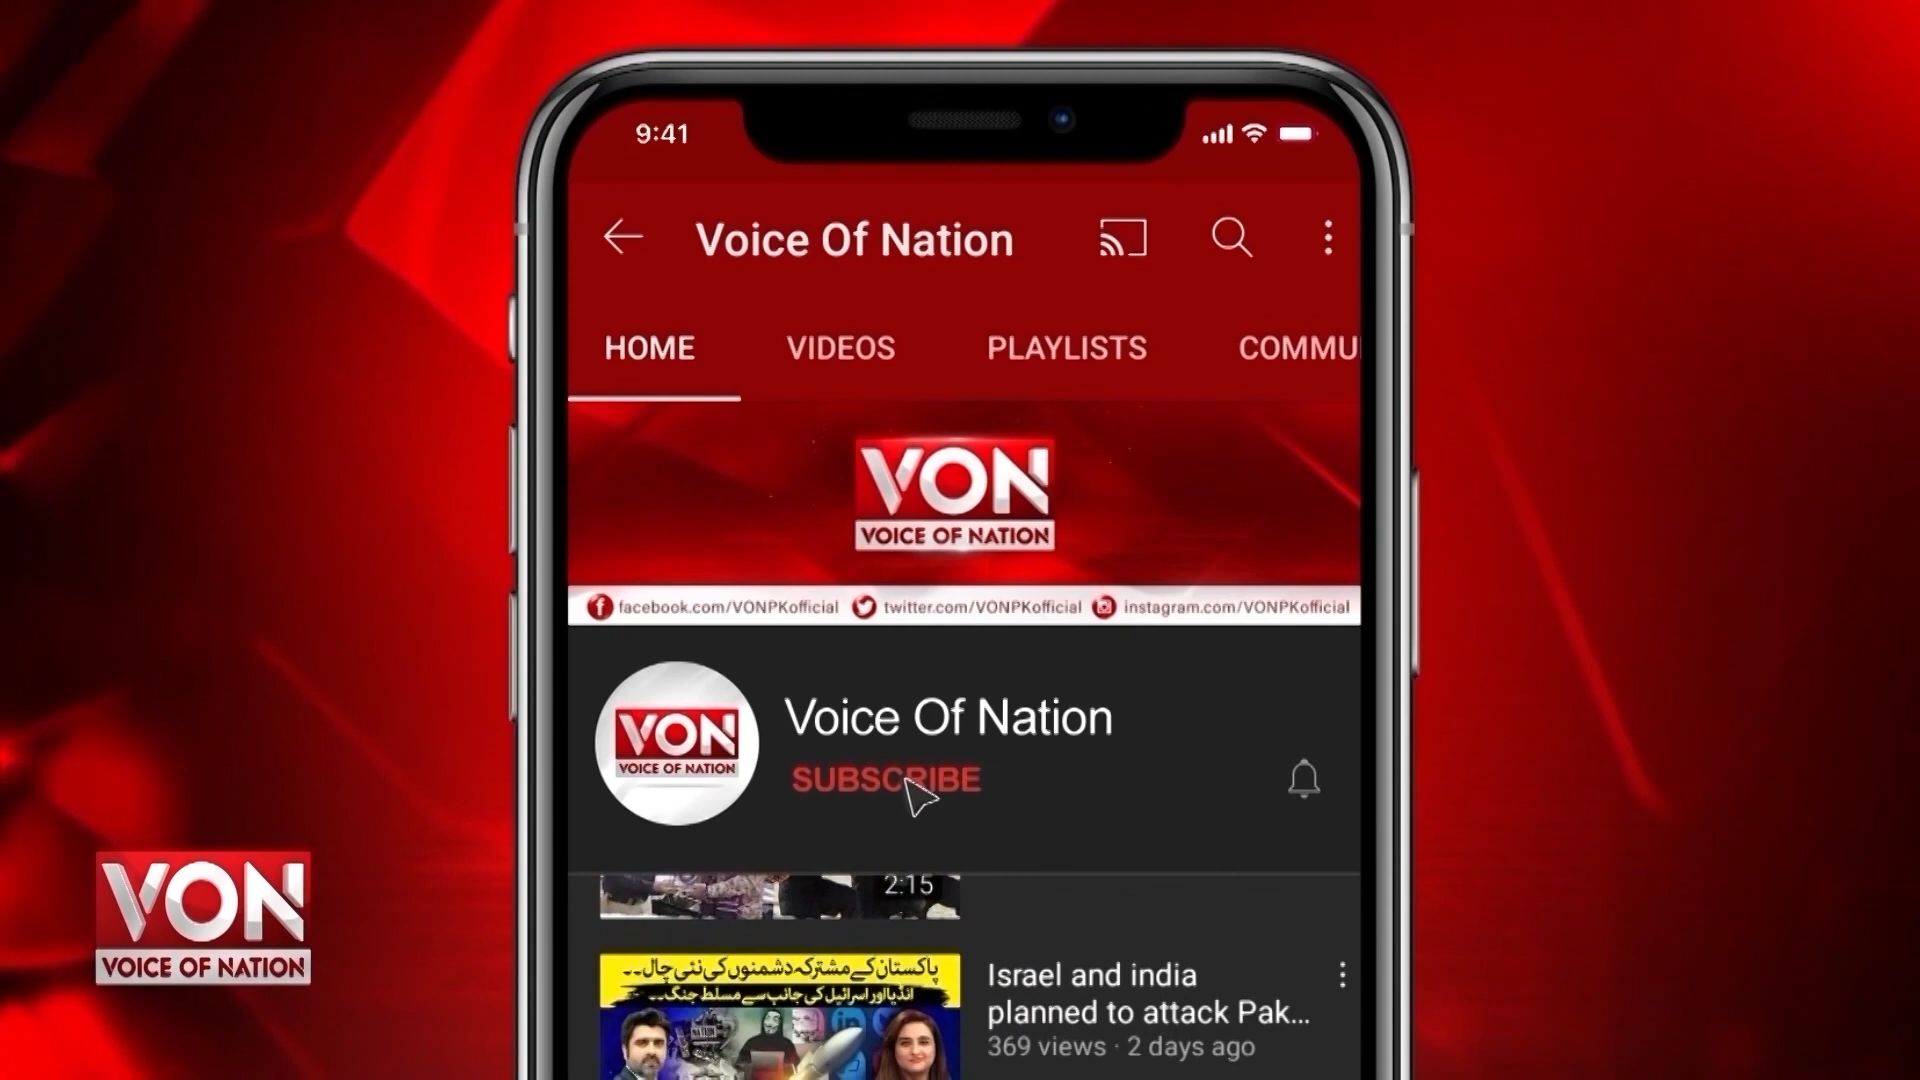 9:41
Voice Of Nation
HOME VIDEOS PLAYLISTS COMMU
VON
VOICE OF NATION
facebook.com/VONPKofficial twitter.com/VONPKofficial instagram.com/VONPKofficial
VON
VOICE OF NATION
Voice Of Nation
SUBSCRIBE
2:15
پاکستان کے مشترکہ دشمنوں کی نئی چال۔۔
انڈیا اور اسرائیل کی جانب سے مسلط جنگ۔۔
Israel and india
planned to attack Pak...
369 views · 2 days ago
VON
VOICE OF NATION